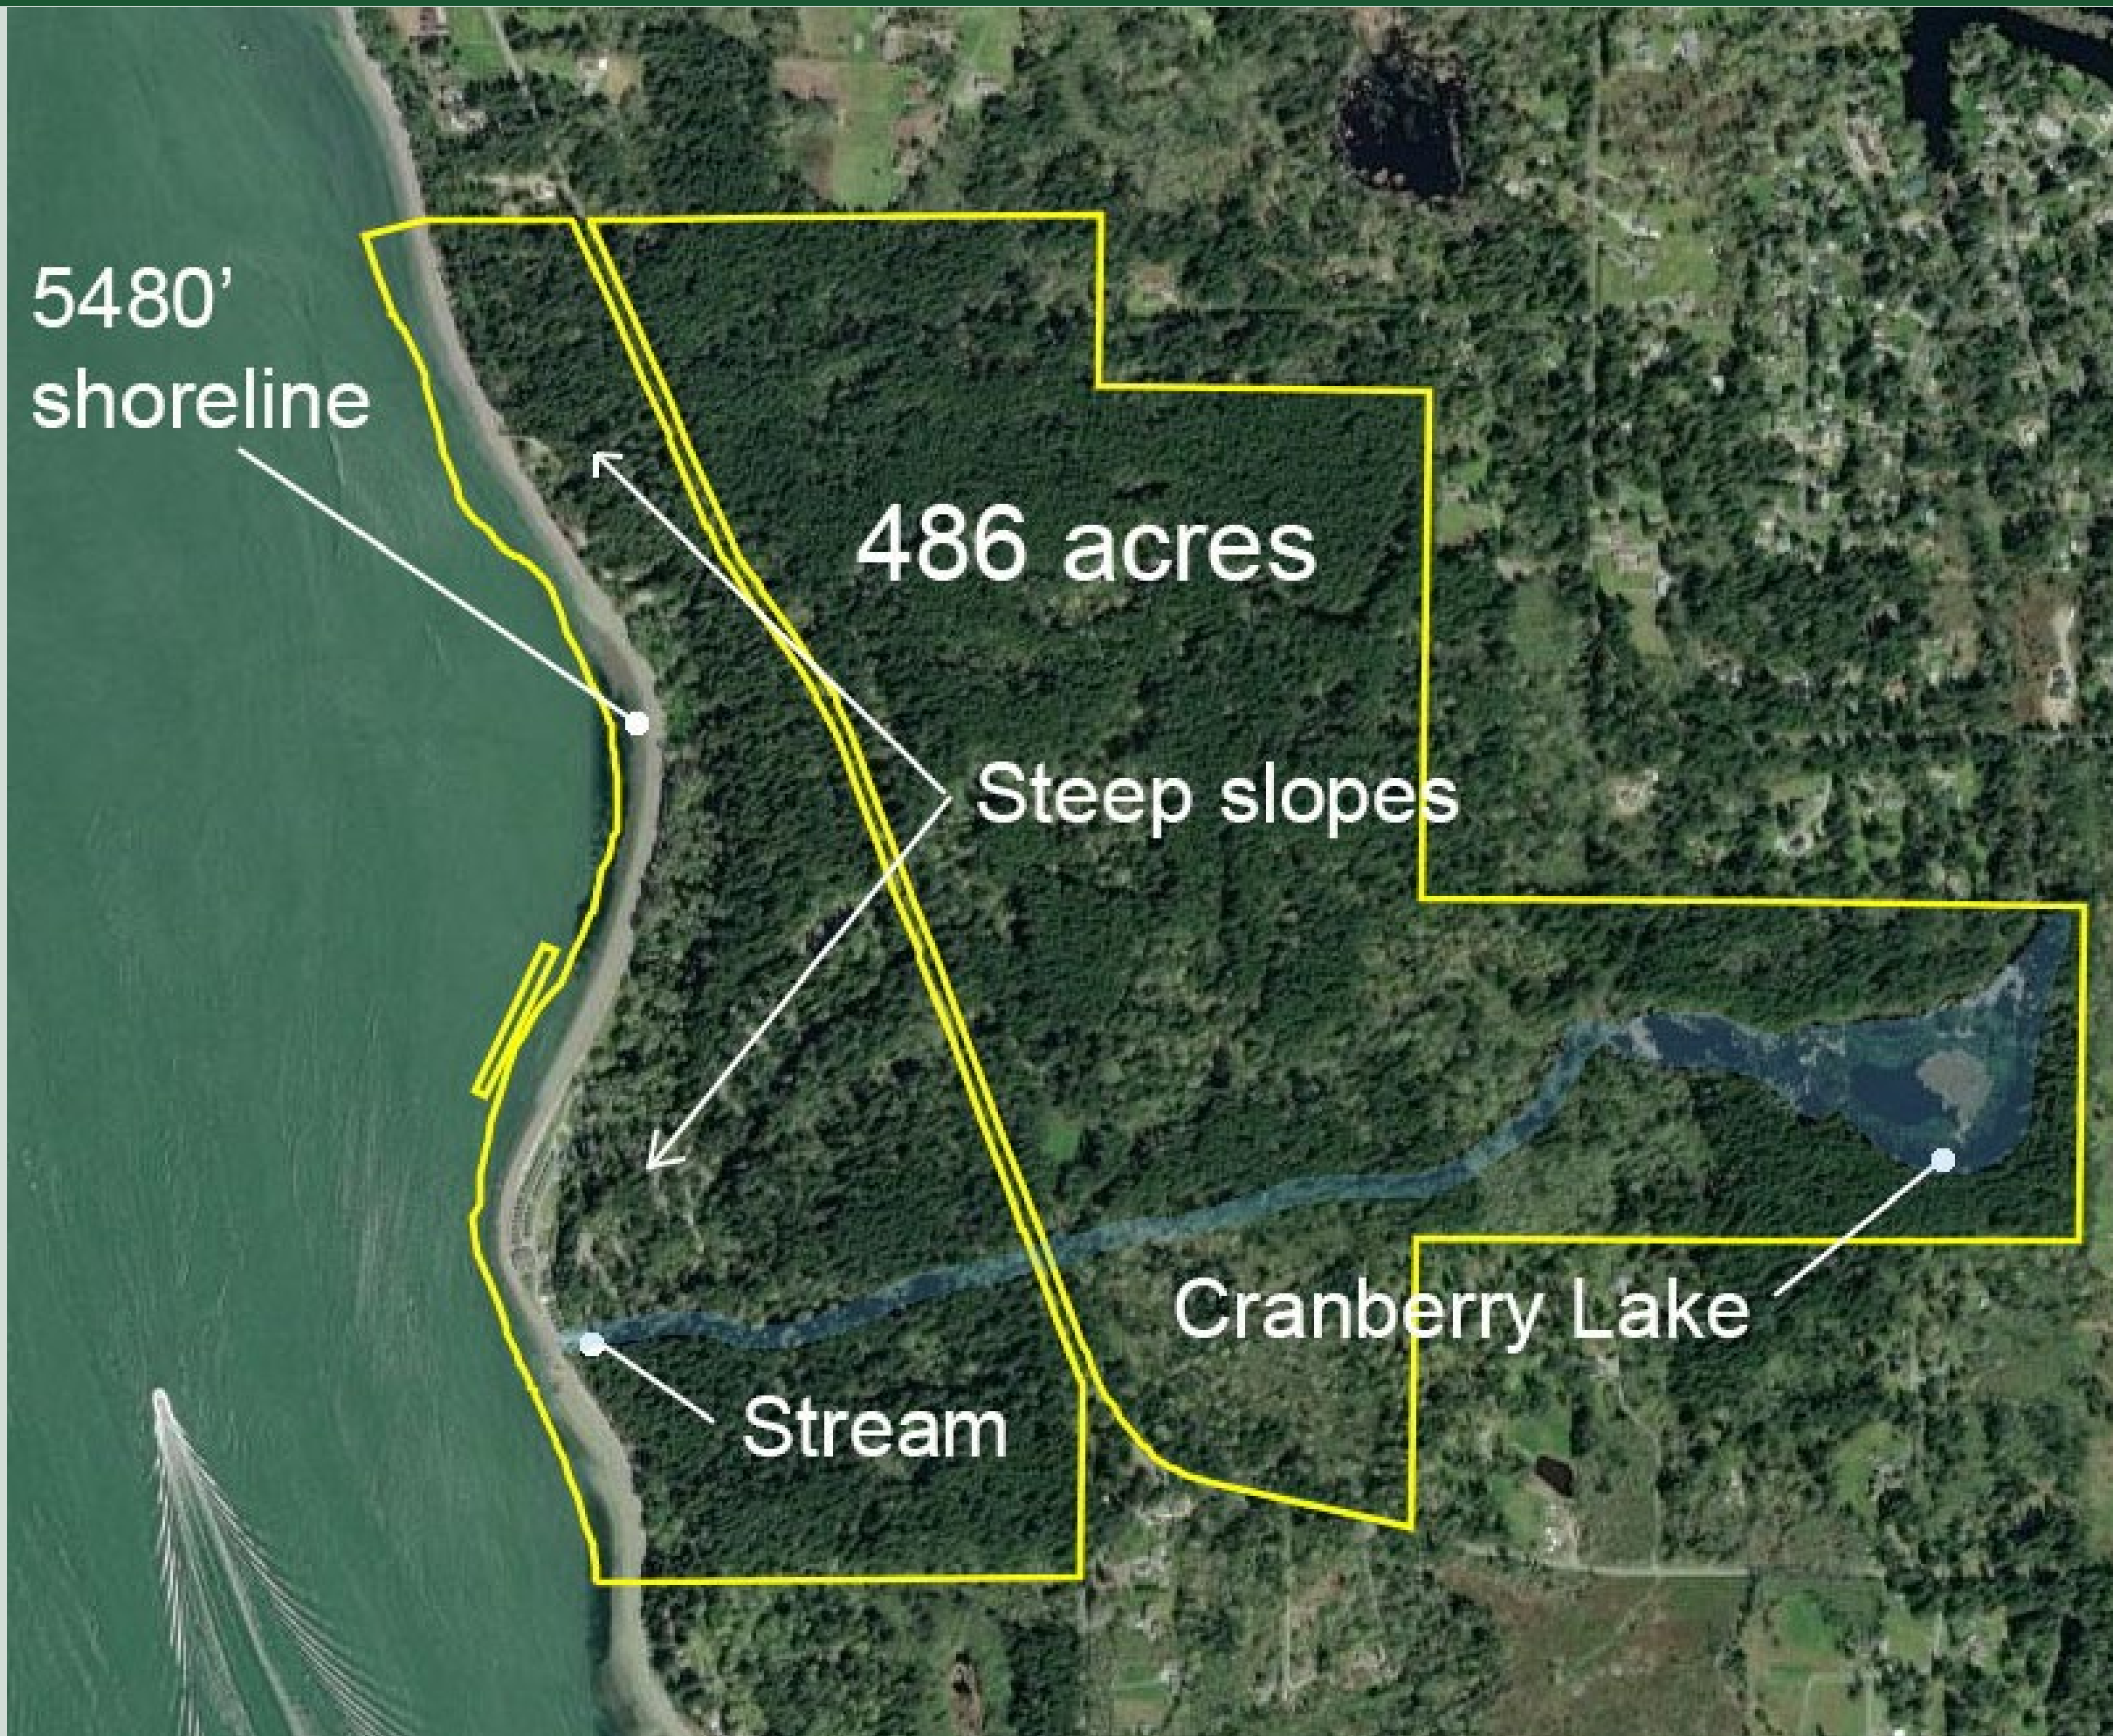 5480’
shoreline
486 acres
Steep slopes
Cranberry Lake
Stream